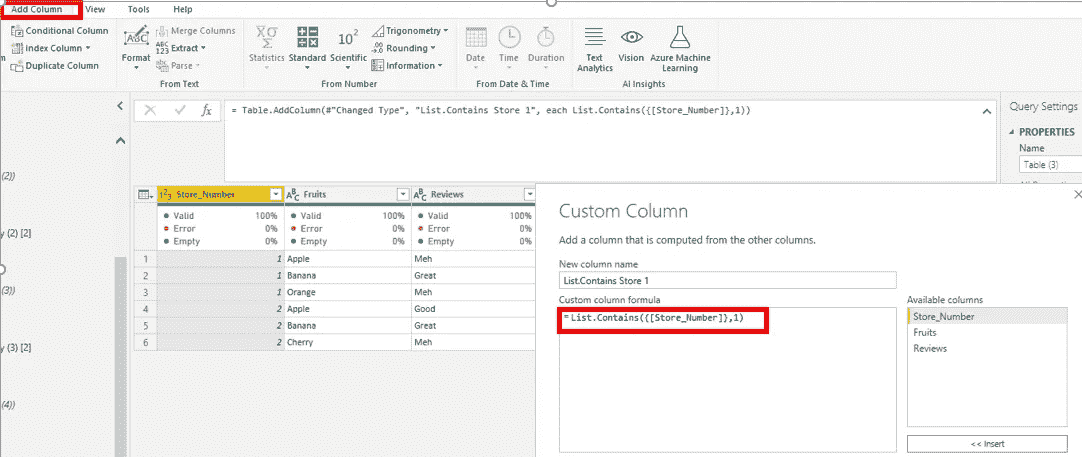 Add Column View Tools Help
Conditional Column
Index Column
Duplicate Column
Format
Merge Columns
Extract
Parse
From Text
Statistics
Standard
Scientific
Trigonometry
Rounding
Information
From Number
Date
Time
Duration
From Date & Time
Text Analytics
Vision
Azure Machine Learning
AI Insights
= Table.AddColumn(#"Changed Type", "List.Contains Store 1", each List.Contains({[Store_Number]},1))
Query Settings
PROPERTIES
Name
Table (3)
(2))
y (2) [2]
(3))
y (3) [2]
(4))
Store_Number Fruits Reviews
Valid 100% Valid 100% Valid 100%
Error 0% Error 0% Error 0%
Empty 0% Empty 0% Empty 0%
1 1 Apple Meh
2 1 Banana Great
3 1 Orange Meh
4 2 Apple Good
5 2 Banana Great
6 2 Cherry Meh
Custom Column
Add a column that is computed from the other columns.
New column name
List.Contains Store 1
Custom column formula
= List.Contains({[Store_Number]},1)
Available columns
Store_Number
Fruits
Reviews
<< Insert